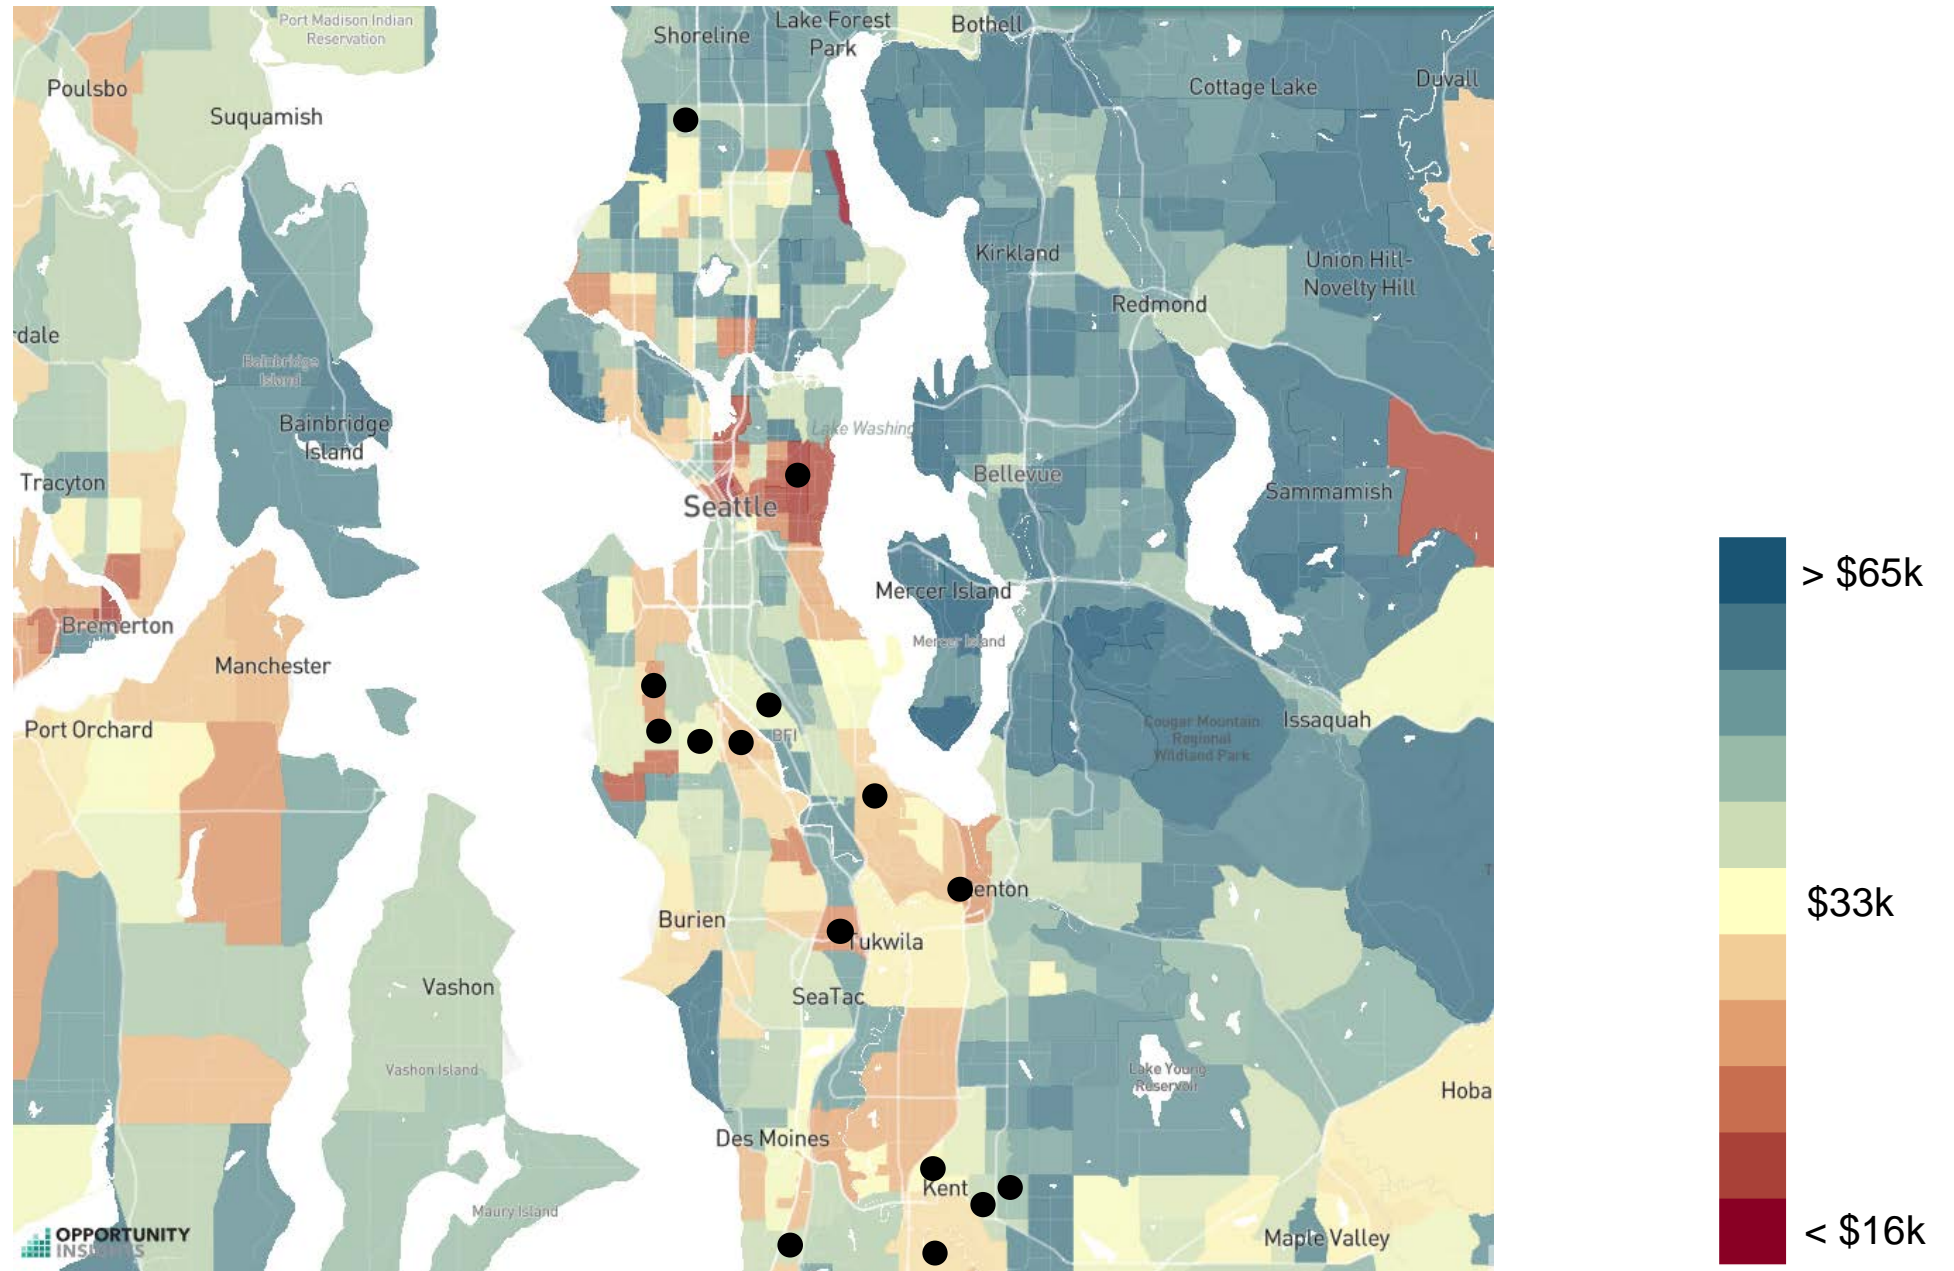 Port Madison Indian
Reservation
Shoreline
Lake Forest
Park
Bothell
Poulsbo
Suquamish
Cottage Lake
Duvall
Kirkland
Union Hill-
Novelty Hill
Redmond
rdale
Bainbridge
Island
Bainbridge
Island
Lake Washing
Tracyton
Bellevue
Sammamish
Seattle
Bremerton
Mercer Island
Mercer Island
Manchester
Port Orchard
BFI
Cougar Mountain
Regional
Wildland Park
Issaquah
enton
Burien
Tukwila
Vashon
SeaTac
Vashon Island
Lake Young
Reservoir
Hoba
Des Moines
Kent
Maury Island
Maple Valley
OPPORTUNITY
INSIGHTS
> $65k
$33k
< $16k